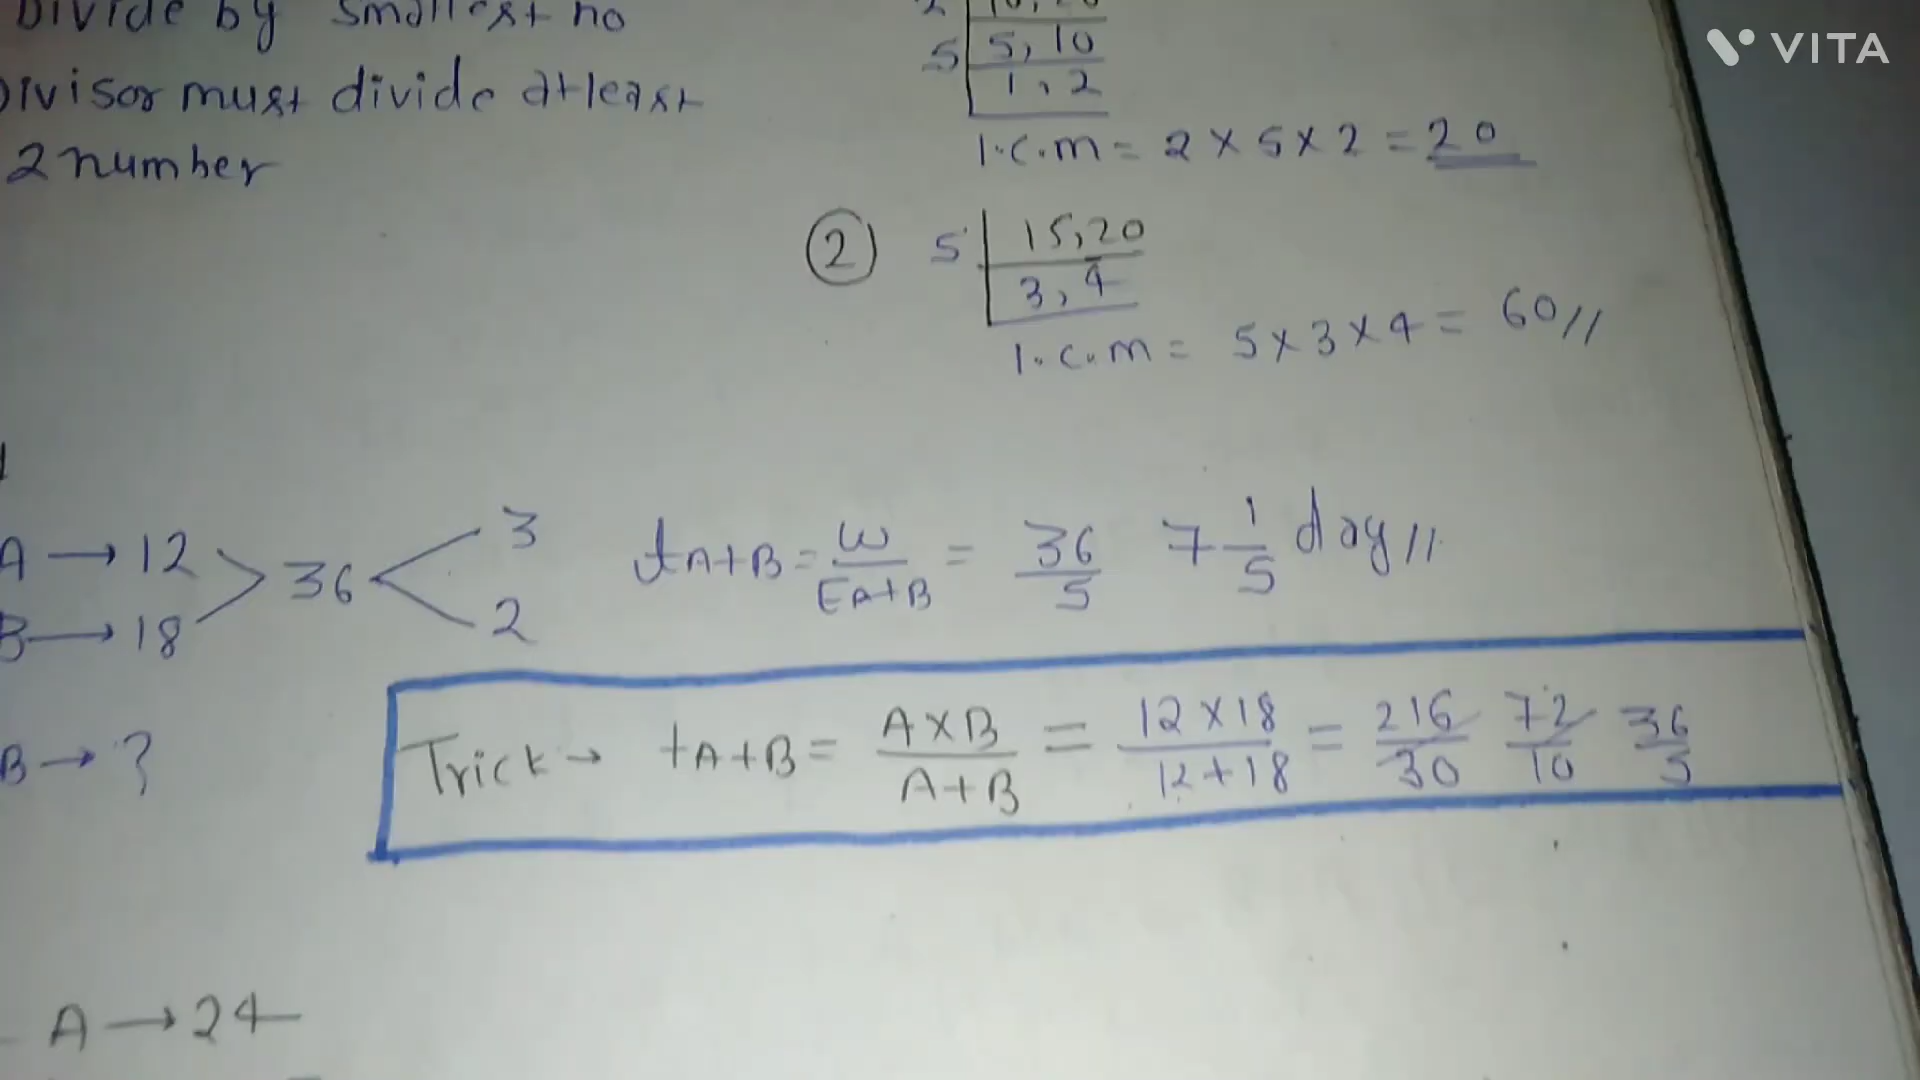 Divide by smallest no
Divisor must divide atleast
2 number
5 | 5, 10
1, 2
l.c.m = 2 × 5 × 2 = 20
② 5 | 15, 20
3, 4
l.c.m = 5 × 3 × 4 = 60//
A → 12
B → 18
36
3
2
tA+B = W/EA+B = 36/5 7 1/5 day//
B → ?
Trick → tA+B = A×B/A+B = 12×18/12+18 = 216/30 72/10 36/5
A → 24
VITA